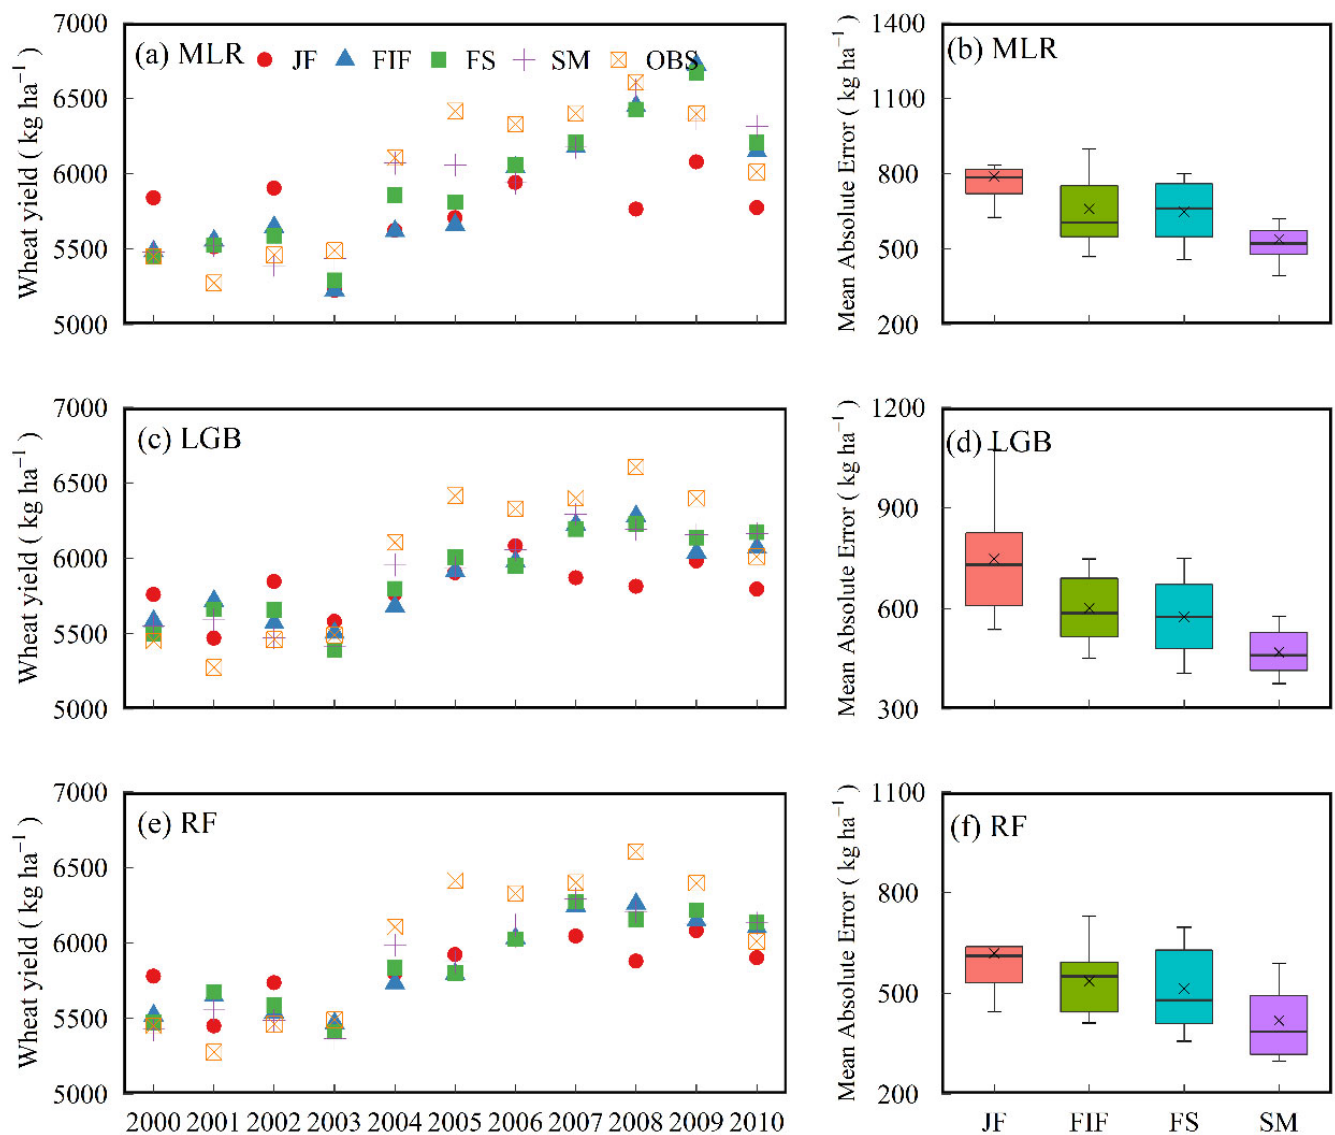 7000
6500
6000
5500
5000
Wheat yield ( kg ha⁻¹ )
(a) MLR JF FIF FS SM OBS
1400
1100
800
500
200
Mean Absolute Error ( kg ha⁻¹ )
(b) MLR
7000
6500
6000
5500
5000
Wheat yield ( kg ha⁻¹ )
(c) LGB
1200
900
600
300
Mean Absolute Error ( kg ha⁻¹ )
(d) LGB
7000
6500
6000
5500
5000
Wheat yield ( kg ha⁻¹ )
(e) RF
2000 2001 2002 2003 2004 2005 2006 2007 2008 2009 2010
1100
800
500
200
Mean Absolute Error ( kg ha⁻¹ )
(f) RF
JF FIF FS SM